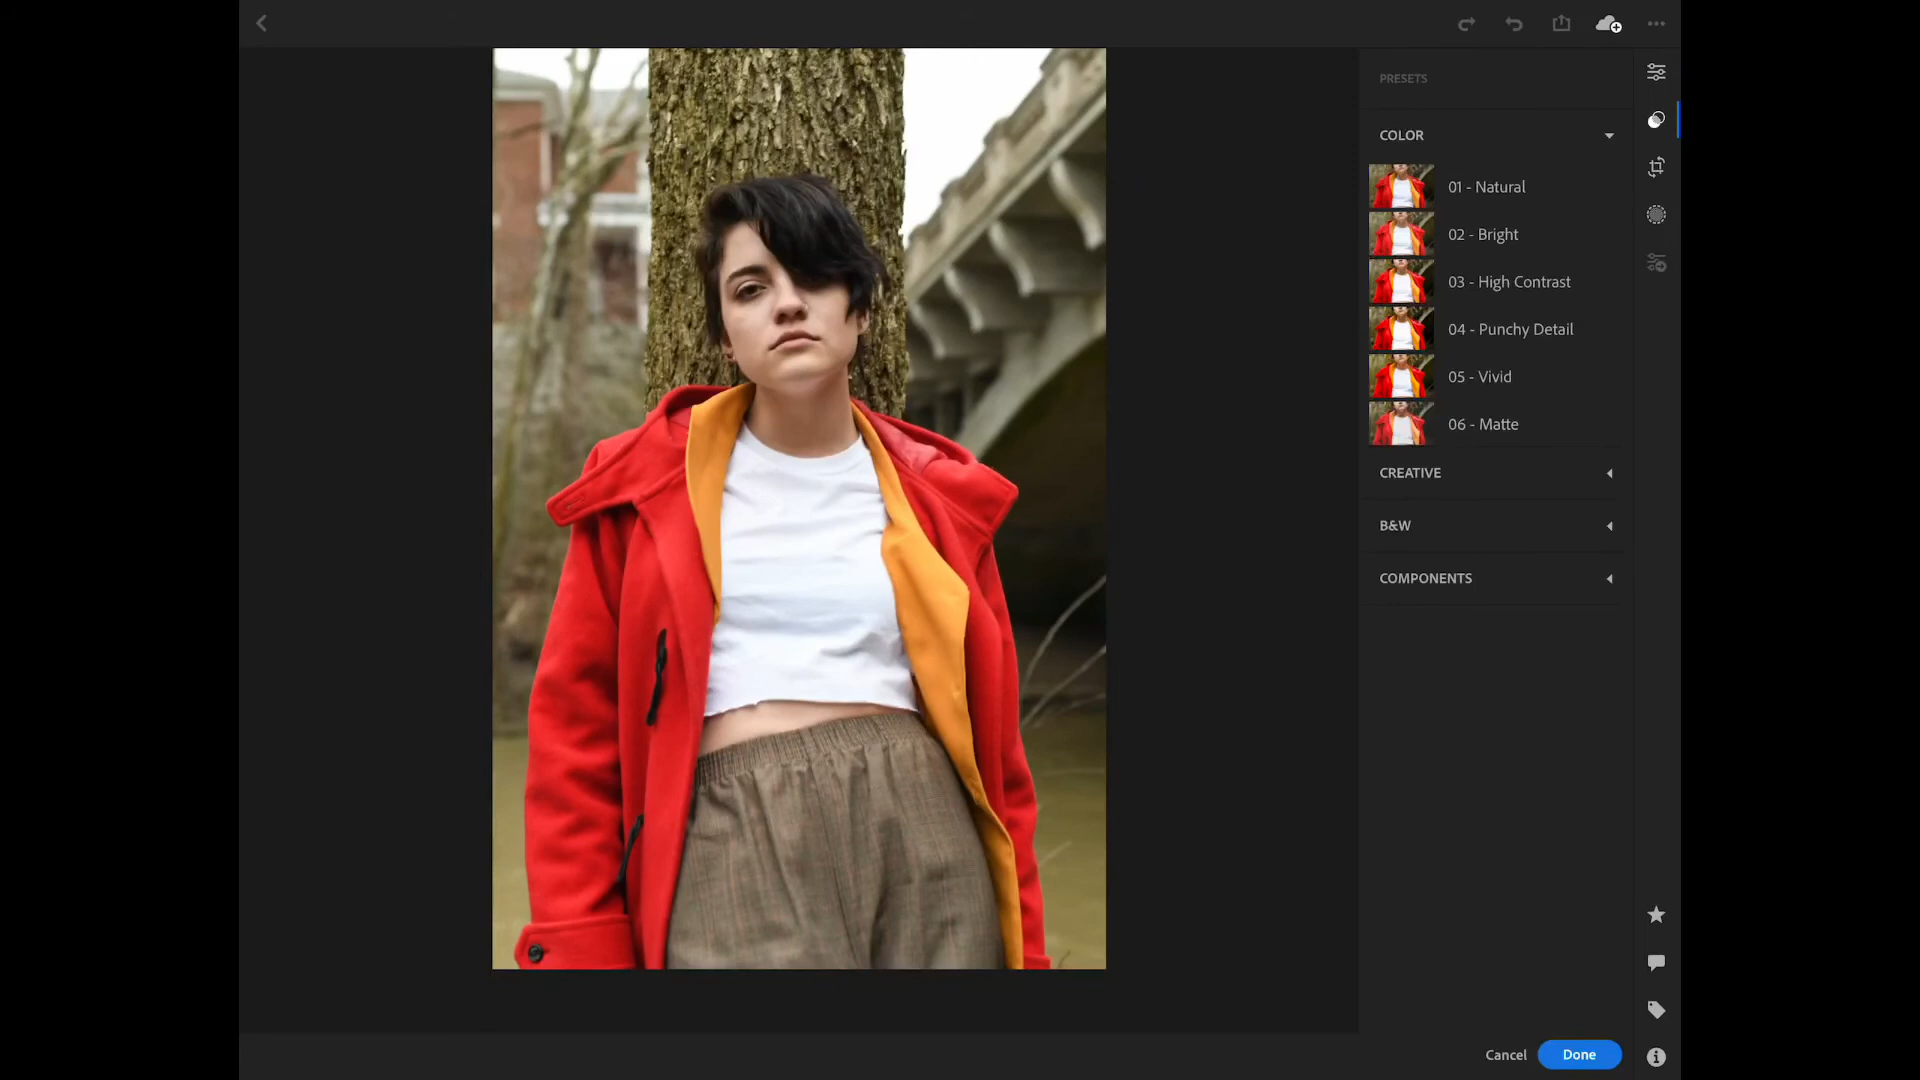 PRESETS
COLOR
01 - Natural
02 - Bright
03 - High Contrast
04 - Punchy Detail
05 - Vivid
06 - Matte
CREATIVE
B&W
COMPONENTS
Cancel
Done